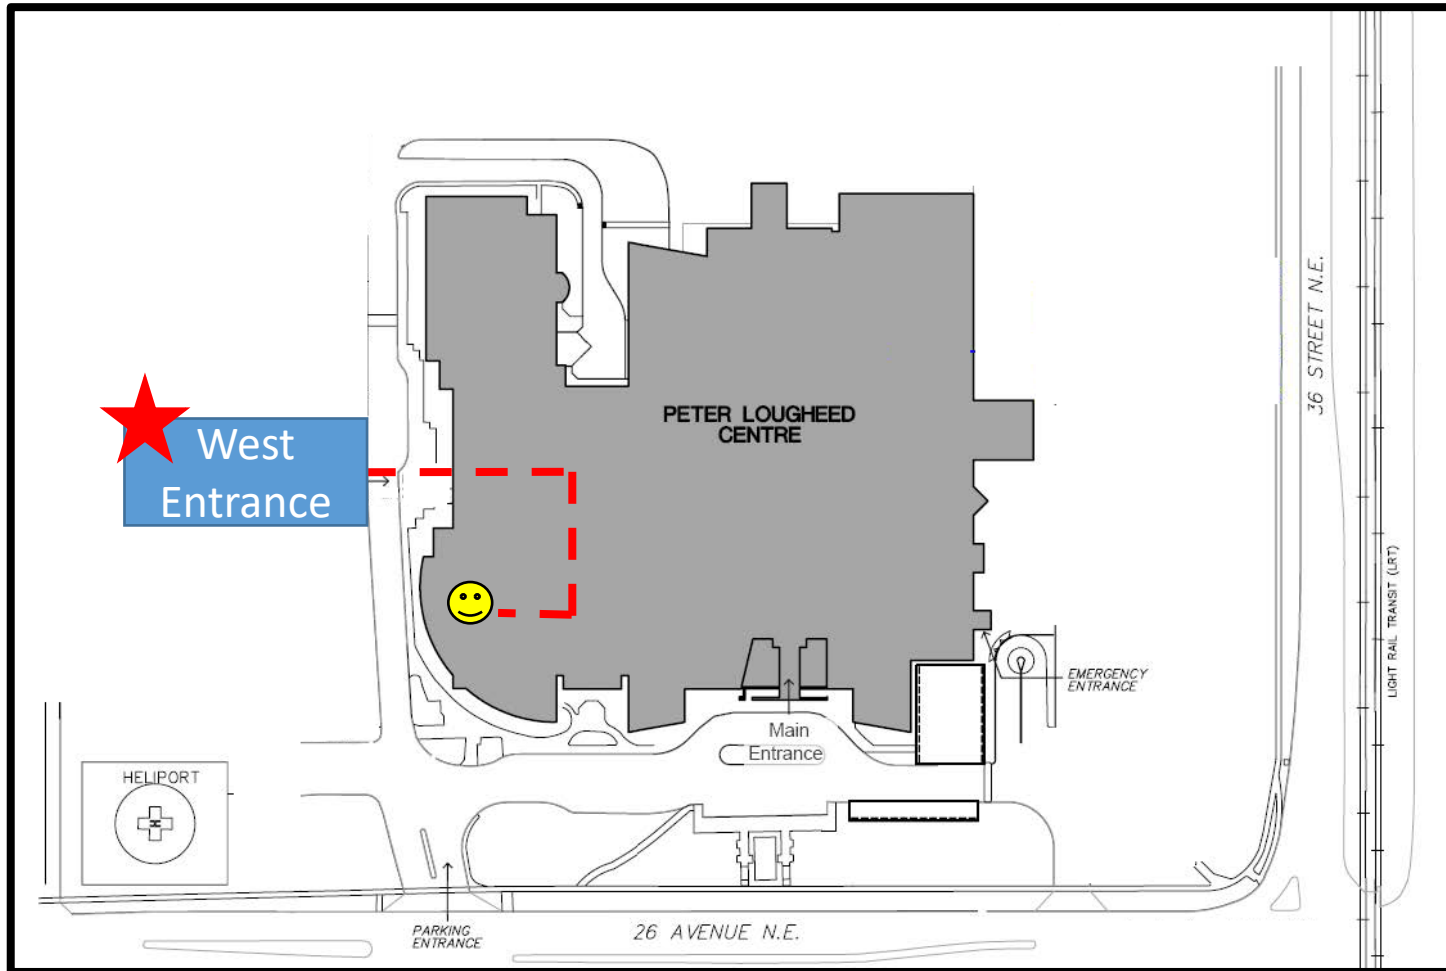 PETER LOUGHEED
CENTRE
West
Entrance
36 STREET N.E.
LIGHT RAIL TRANSIT (LRT)
EMERGENCY
ENTRANCE
Main
Entrance
HELIPORT
H
PARKING
ENTRANCE
26 AVENUE N.E.